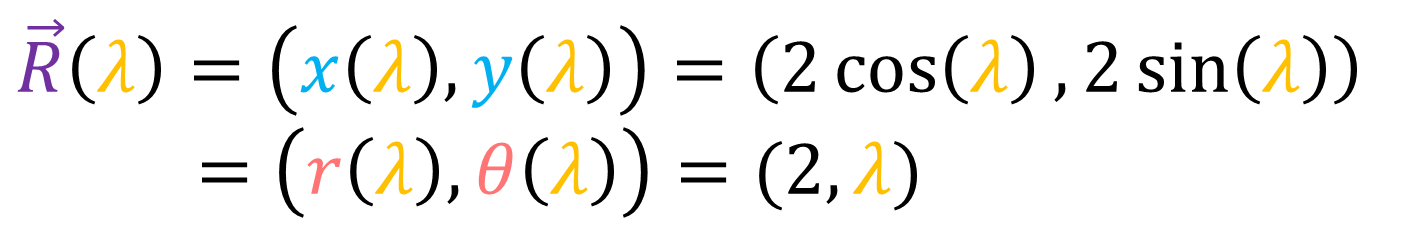 R⃗(λ) = (x(λ), y(λ)) = (2 cos(λ) , 2 sin(λ))
= (r(λ), θ(λ)) = (2, λ)